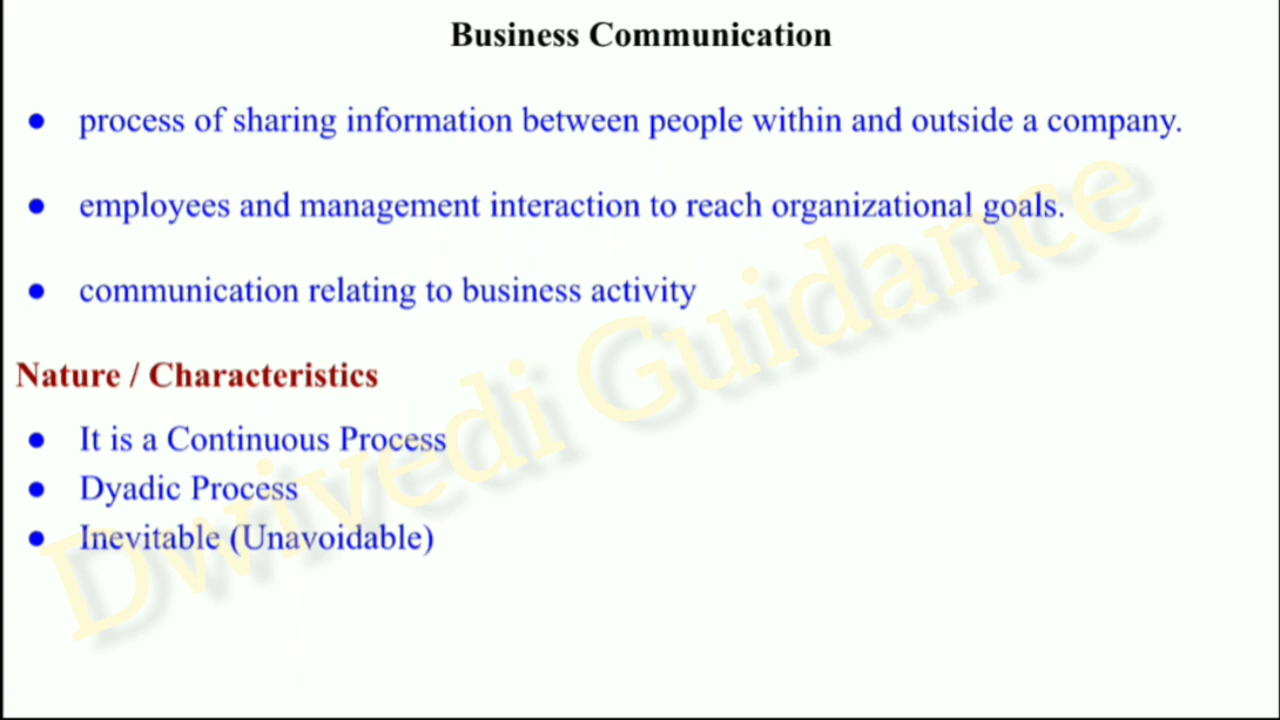 Business Communication
● process of sharing information between people within and outside a company.
● employees and management interaction to reach organizational goals.
● communication relating to business activity
Nature / Characteristics
● It is a Continuous Process
● Dyadic Process
● Inevitable (Unavoidable)
Dwivedi Guidance